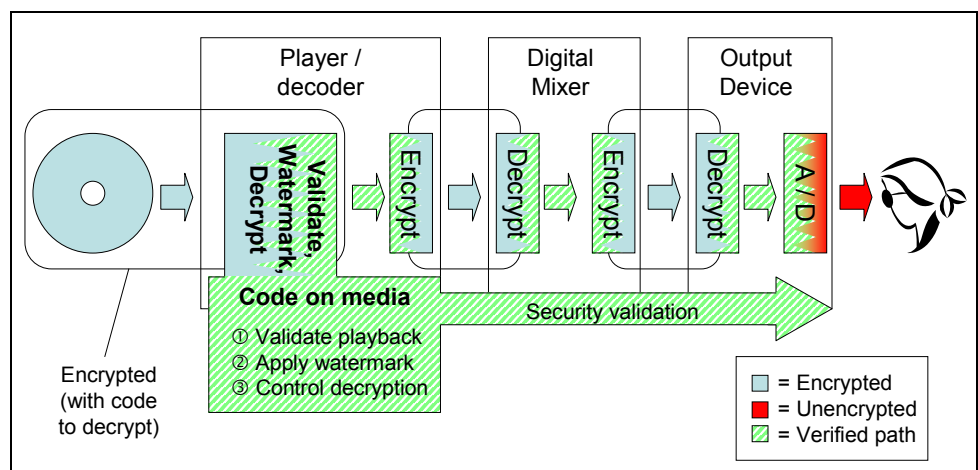 Player /
decoder
Digital
Mixer
Output
Device
Validate,
Watermark,
Decrypt
Encrypt
Decrypt
Encrypt
Decrypt
A / D
Code on media
① Validate playback
② Apply watermark
③ Control decryption
Security validation
Encrypted
(with code
to decrypt)
= Encrypted
= Unencrypted
= Verified path